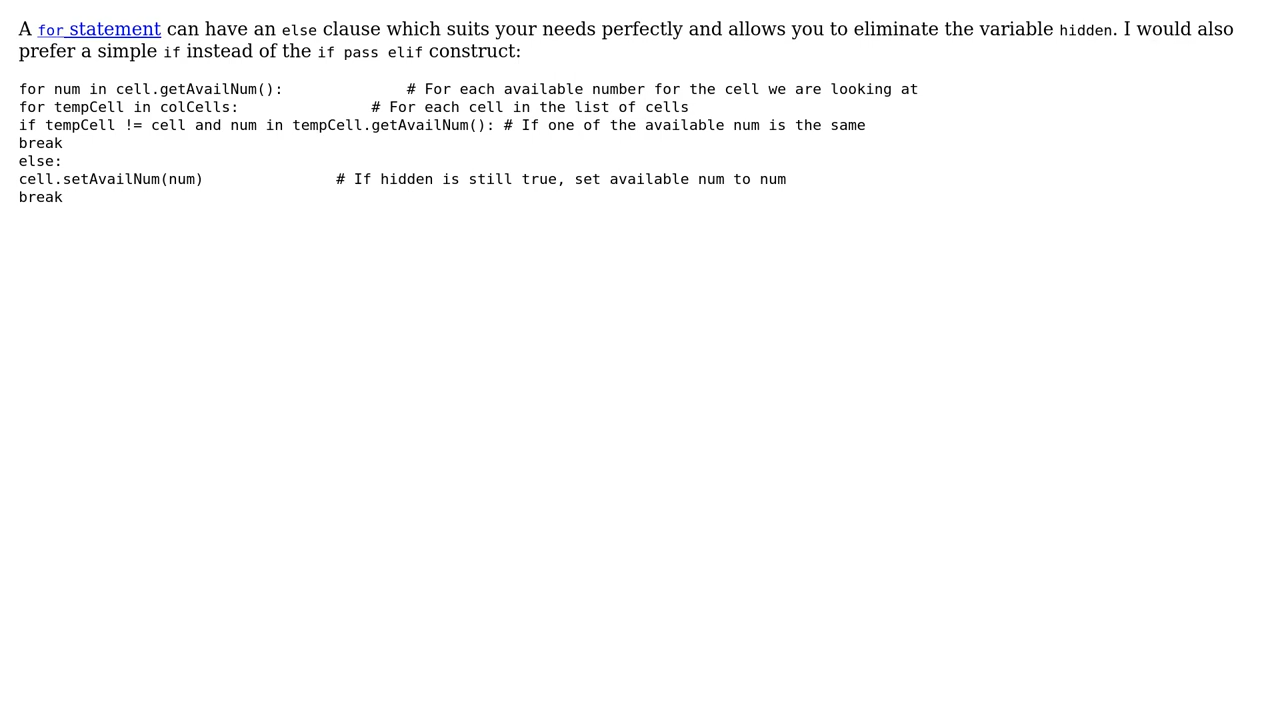 A for statement can have an else clause which suits your needs perfectly and allows you to eliminate the variable hidden. I would also
prefer a simple if instead of the if pass elif construct:
for num in cell.getAvailNum():              # For each available number for the cell we are looking at
for tempCell in colCells:               # For each cell in the list of cells
if tempCell != cell and num in tempCell.getAvailNum(): # If one of the available num is the same
break
else:
cell.setAvailNum(num)               # If hidden is still true, set available num to num
break